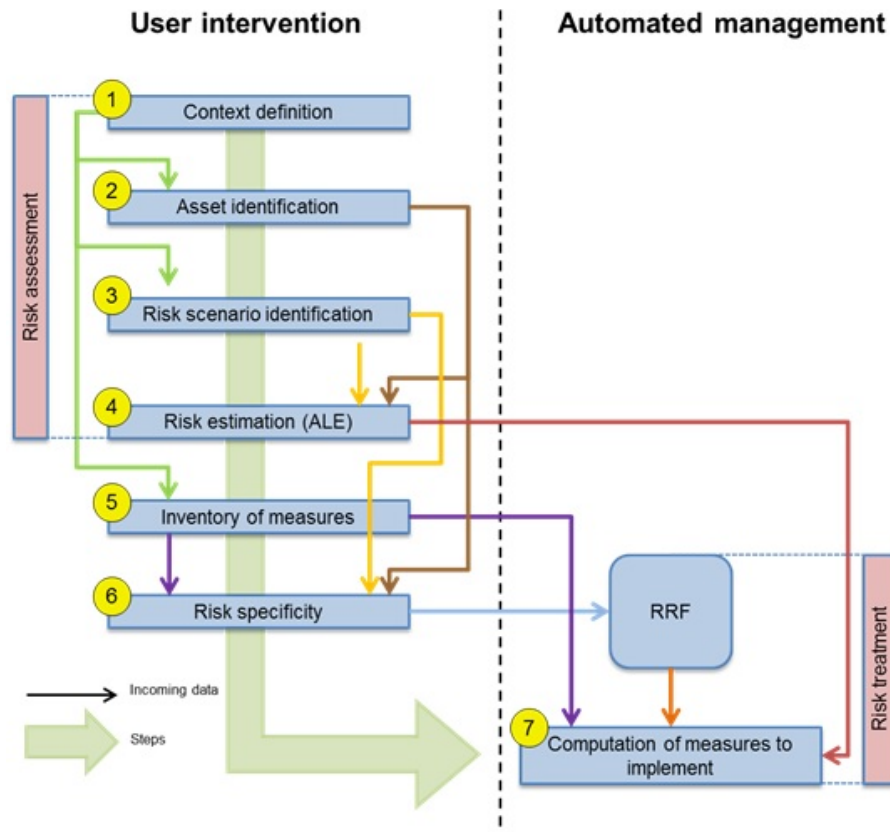 User intervention
Automated management
1
Context definition
2
Asset identification
Risk assessment
3
Risk scenario identification
4
Risk estimation (ALE)
5
Inventory of measures
6
Risk specificity
RRF
Risk treatment
Incoming data
Steps
7
Computation of measures to
implement